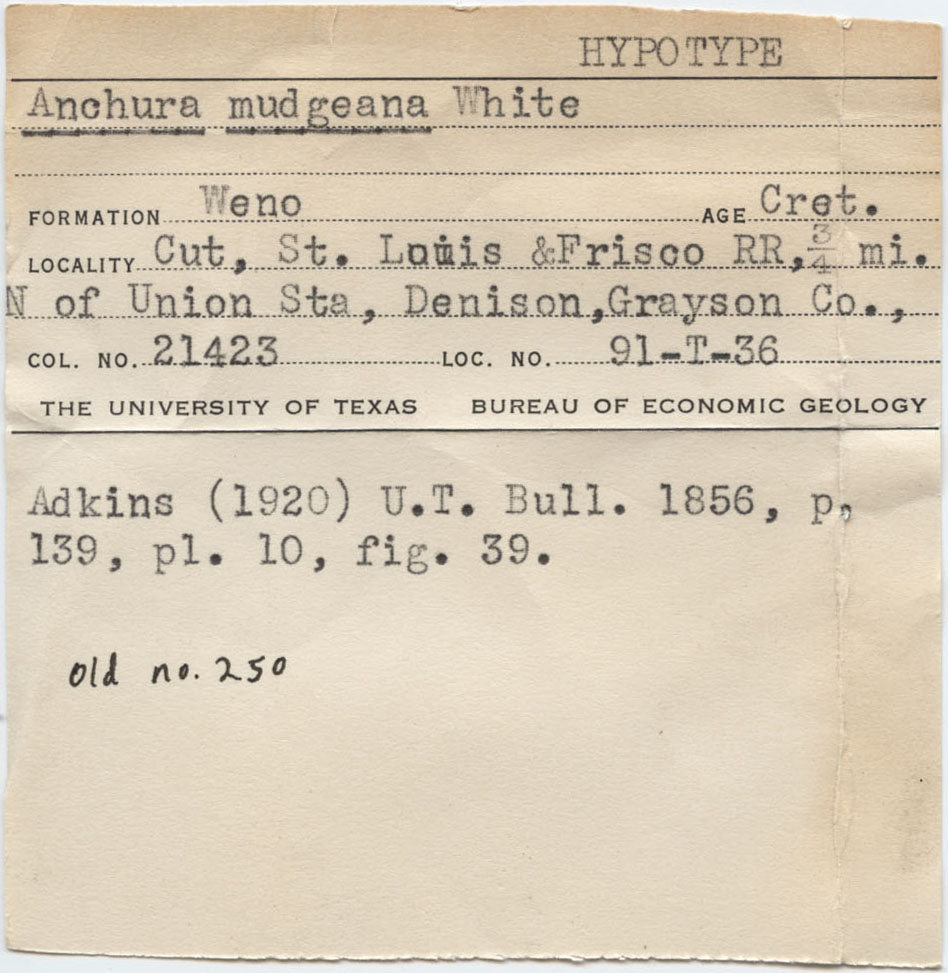 HYPOTYPE
Anchura mudgeana White
FORMATION Weno AGE Cret.
LOCALITY Cut, St. Louis &Frisco RR, 3/4 mi.
N of Union Sta, Denison,Grayson Co.,
COL. NO. 21423 LOC. NO. 91-T-36
THE UNIVERSITY OF TEXAS BUREAU OF ECONOMIC GEOLOGY
Adkins (1920) U.T. Bull. 1856, p,
139, pl. 10, fig. 39.
old no. 250